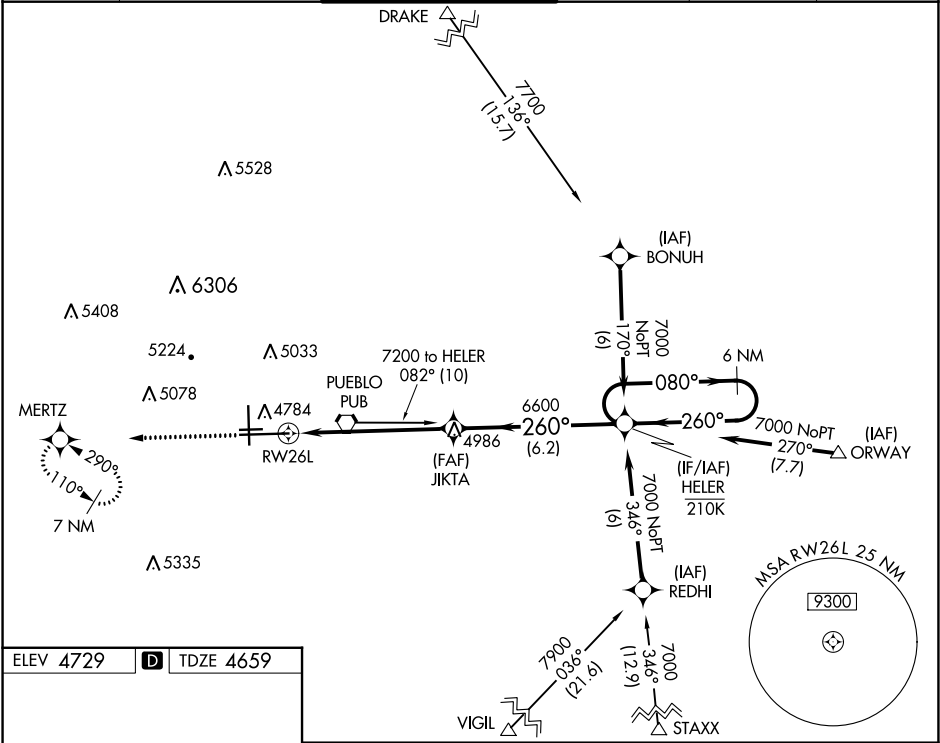 DRAKE
7700
136°
(15.7)
5528
(IAF)
BONUH
6306
5408
7000
NoPT
170°
(6)
5224
5033
7200 to HELER
082° (10)
6 NM
080°
5078
PUEBLO
PUB
MERTZ
4784
6600
260°
(6.2)
260°
7000 NoPT
270°
(7.7)
(IAF)
ORWAY
4986
RW26L
(FAF)
JIKTA
290°
110°
7 NM
(IF/IAF)
HELER
210K
7000 NoPT
346°
(6)
5335
(IAF)
REDHI
MSA RW26L 25 NM
9300
7900
036°
(21.6)
7000
346°
(12.9)
ELEV 4729 D TDZE 4659
VIGIL
STAXX